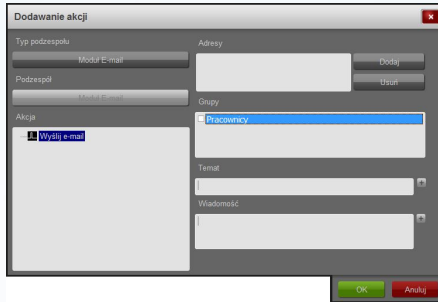 Dodawanie akcji
Typ podzespołu
Moduł E-mail
Podzespół
Moduł E-mail
Akcja
Wyślij e-mail
Adresy
Dodaj
Usuń
Grupy
Pracownicy
Temat
Wiadomość
OK
Anuluj